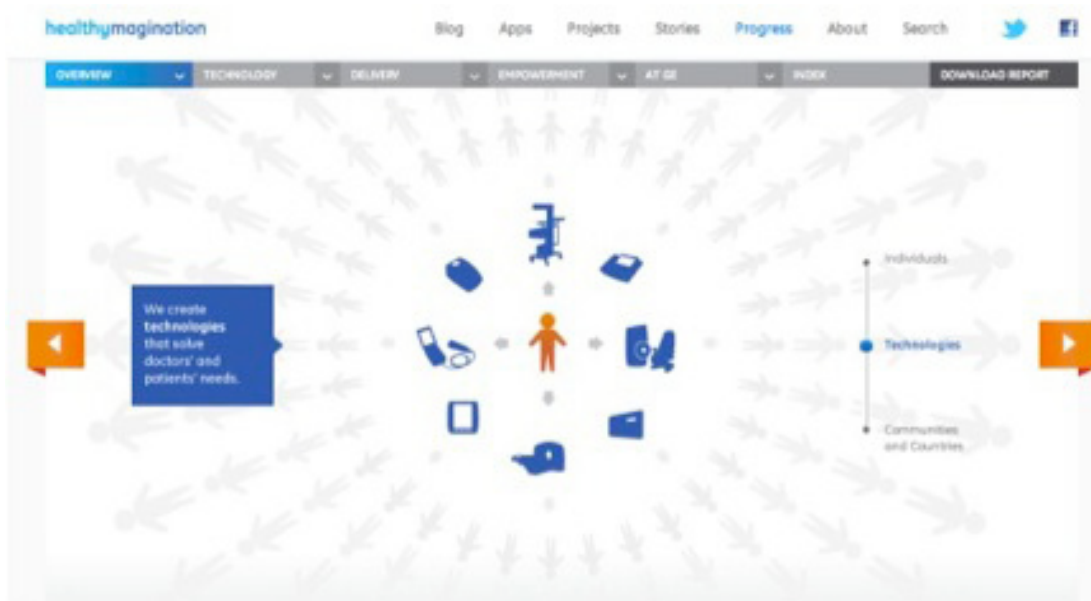 healthymagination
Blog Apps Projects Stories Progress About Search
OVERVIEW TECHNOLOGY DELIVERY EMPOWERMENT AT GE INDEX DOWNLOAD REPORT
We create
technologies
that solve
doctors' and
patients' needs.
Individuals
Technologies
Communities
and Countries